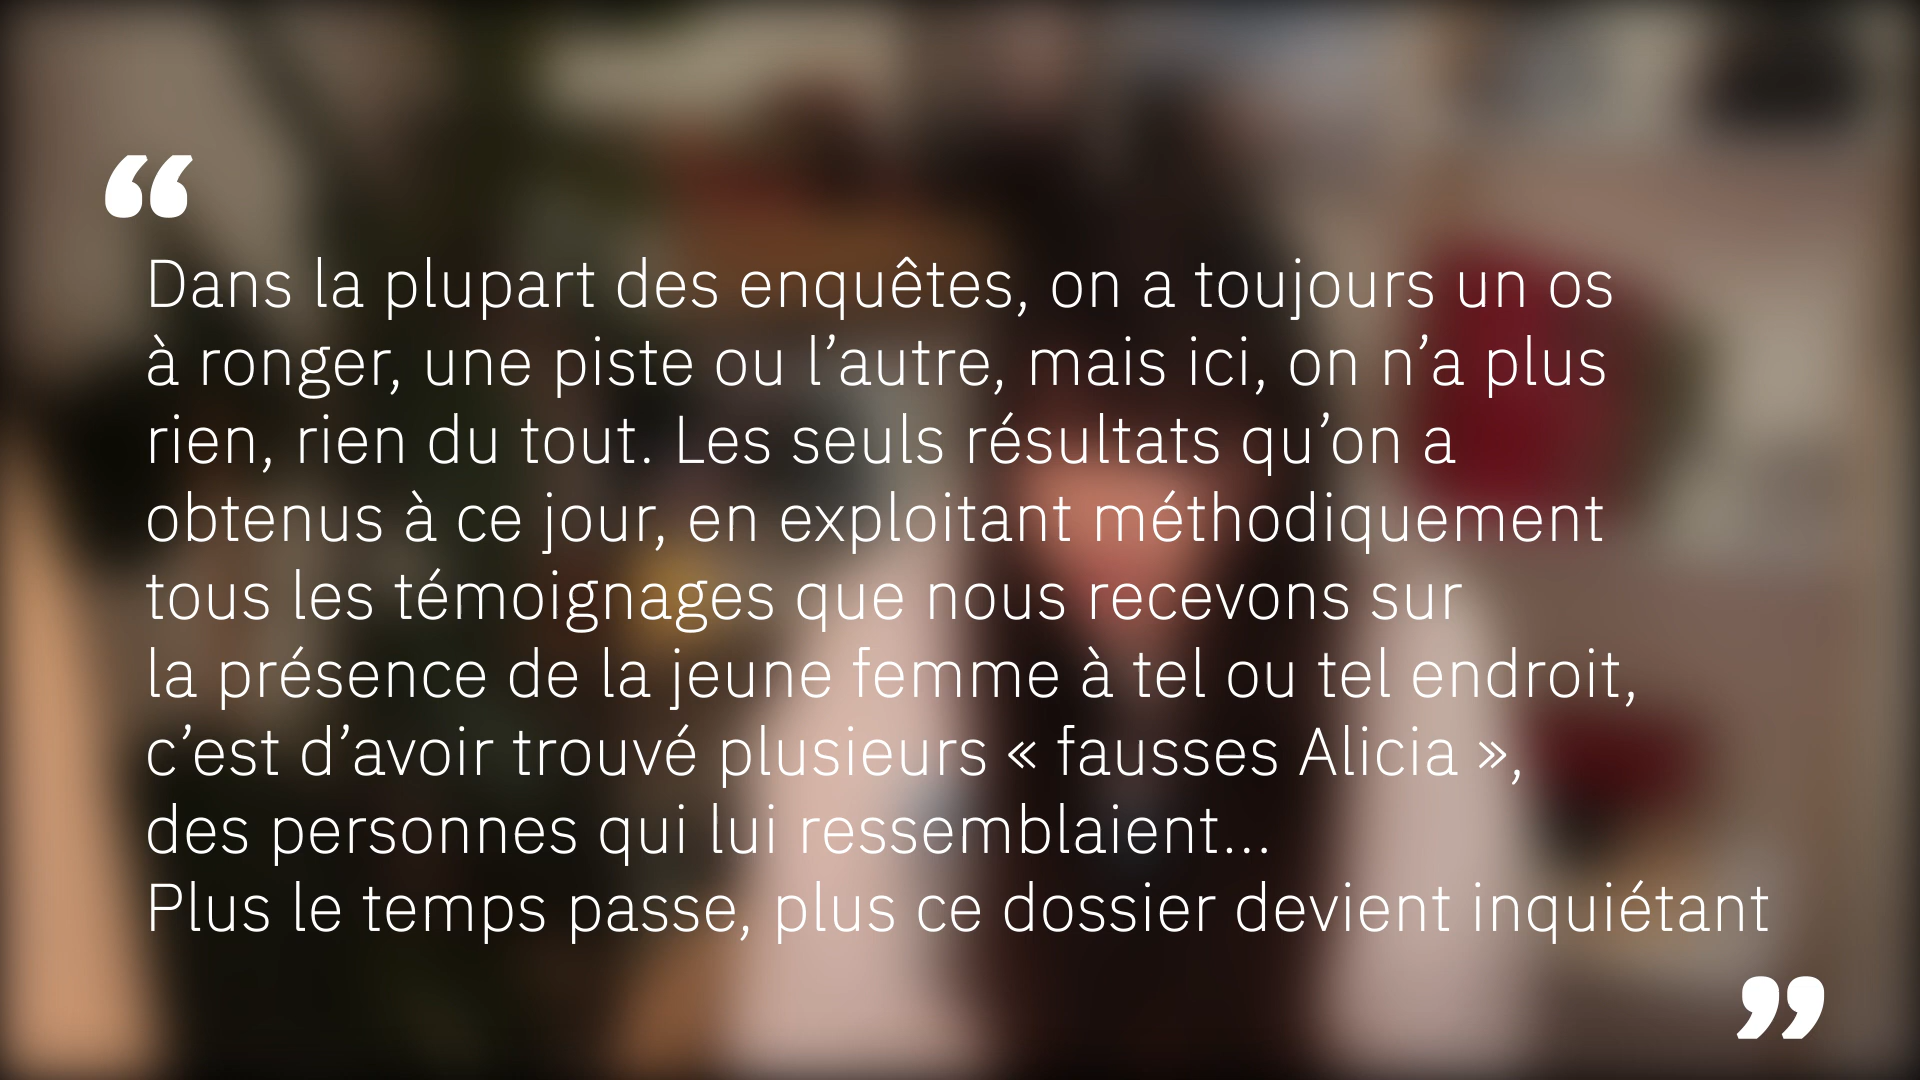 “
Dans la plupart des enquêtes, on a toujours un os
à ronger, une piste ou l’autre, mais ici, on n’a plus
rien, rien du tout. Les seuls résultats qu’on a
obtenus à ce jour, en exploitant méthodiquement
tous les témoignages que nous recevons sur
la présence de la jeune femme à tel ou tel endroit,
c’est d’avoir trouvé plusieurs « fausses Alicia »,
des personnes qui lui ressemblaient...
Plus le temps passe, plus ce dossier devient inquiétant
”